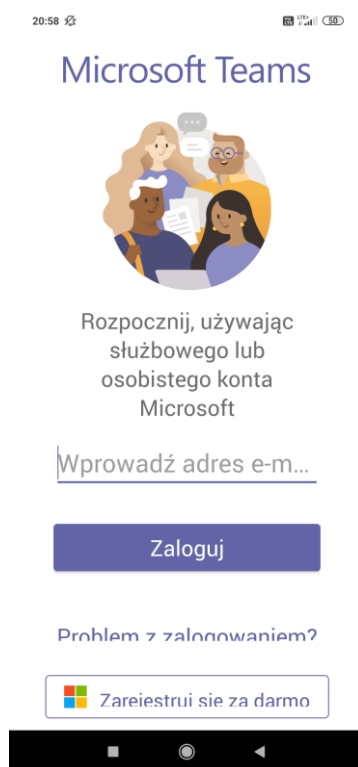 20:58
50
Microsoft Teams
Rozpocznij, używając
służbowego lub
osobistego konta
Microsoft
Wprowadź adres e-m...
Zaloguj
Problem z zalogowaniem?
Zarejestruj się za darmo